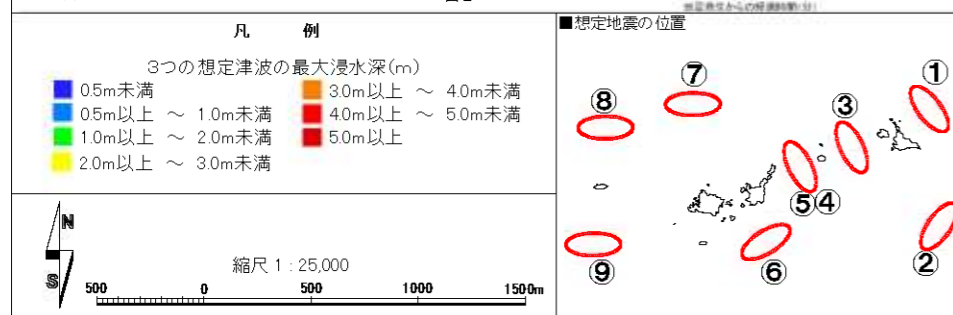 凡　例
3つの想定津波の最大浸水深(m)
0.5m未満
0.5m以上 ～ 1.0m未満
1.0m以上 ～ 2.0m未満
2.0m以上 ～ 3.0m未満
3.0m以上 ～ 4.0m未満
4.0m以上 ～ 5.0m未満
5.0m以上
N
S
縮尺 1 : 25,000
500 0 500 1000 1500m
■想定地震の位置
①
⑦
⑧
③
⑤④
②
⑥
⑨